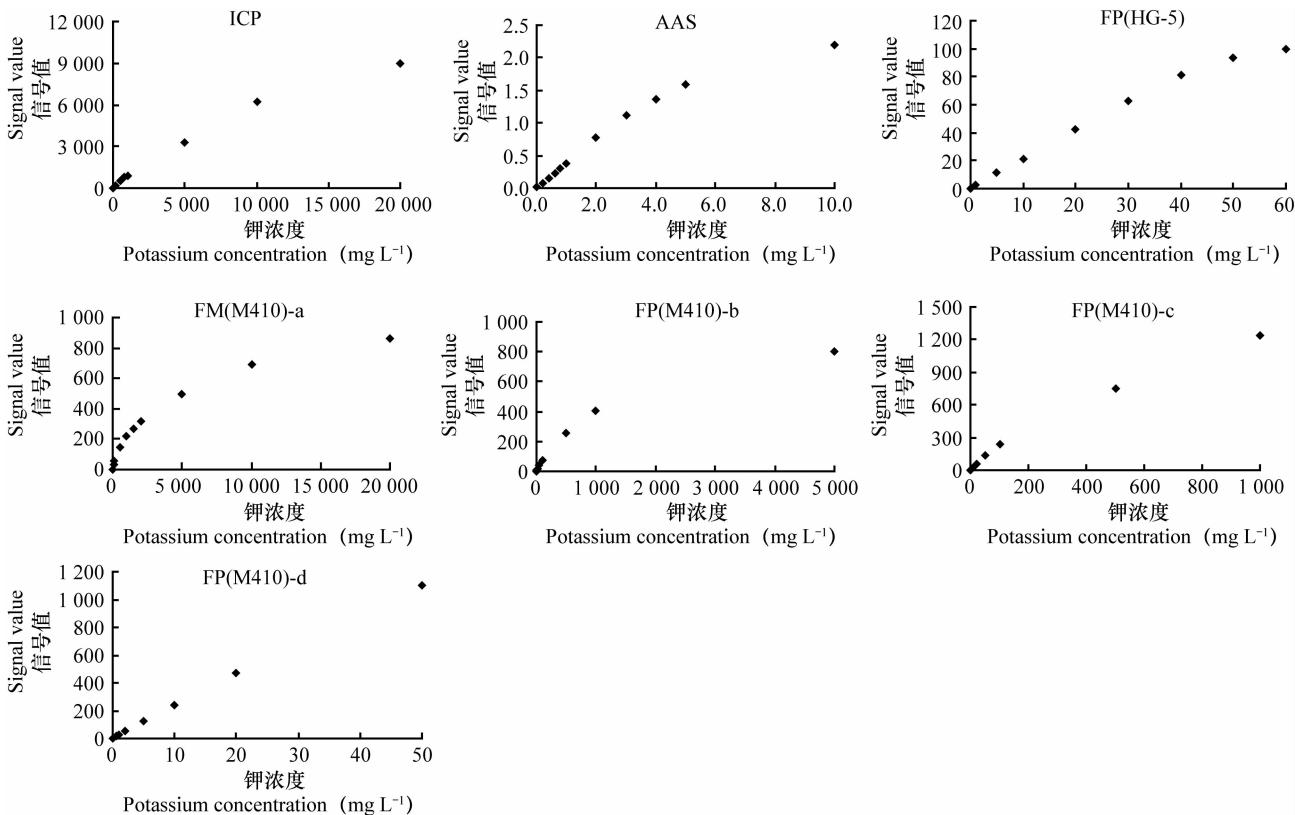 ICP
Signal value
信号值
12 000
9 000
6 000
3 000
0
0
5 000
10 000
15 000
20 000
钾浓度
Potassium concentration (mg L⁻¹)
AAS
Signal value
信号值
2.5
2.0
1.5
1.0
0.5
0.0
0.0
2.0
4.0
6.0
8.0
10.0
钾浓度
Potassium concentration (mg L⁻¹)
FP(HG-5)
Signal value
信号值
120
100
80
60
40
20
0
0
10
20
30
40
50
60
钾浓度
Potassium concentration (mg L⁻¹)
FM(M410)-a
Signal value
信号值
1 000
800
600
400
200
0
0
5 000
10 000
15 000
20 000
钾浓度
Potassium concentration (mg L⁻¹)
FP(M410)-b
Signal value
信号值
1 000
800
600
400
200
0
0
1 000
2 000
3 000
4 000
5 000
钾浓度
Potassium concentration (mg L⁻¹)
FP(M410)-c
Signal value
信号值
1 500
1 200
900
600
300
0
0
200
400
600
800
1 000
钾浓度
Potassium concentration (mg L⁻¹)
FP(M410)-d
Signal value
信号值
1 200
1 000
800
600
400
200
0
0
10
20
30
40
50
钾浓度
Potassium concentration (mg L⁻¹)